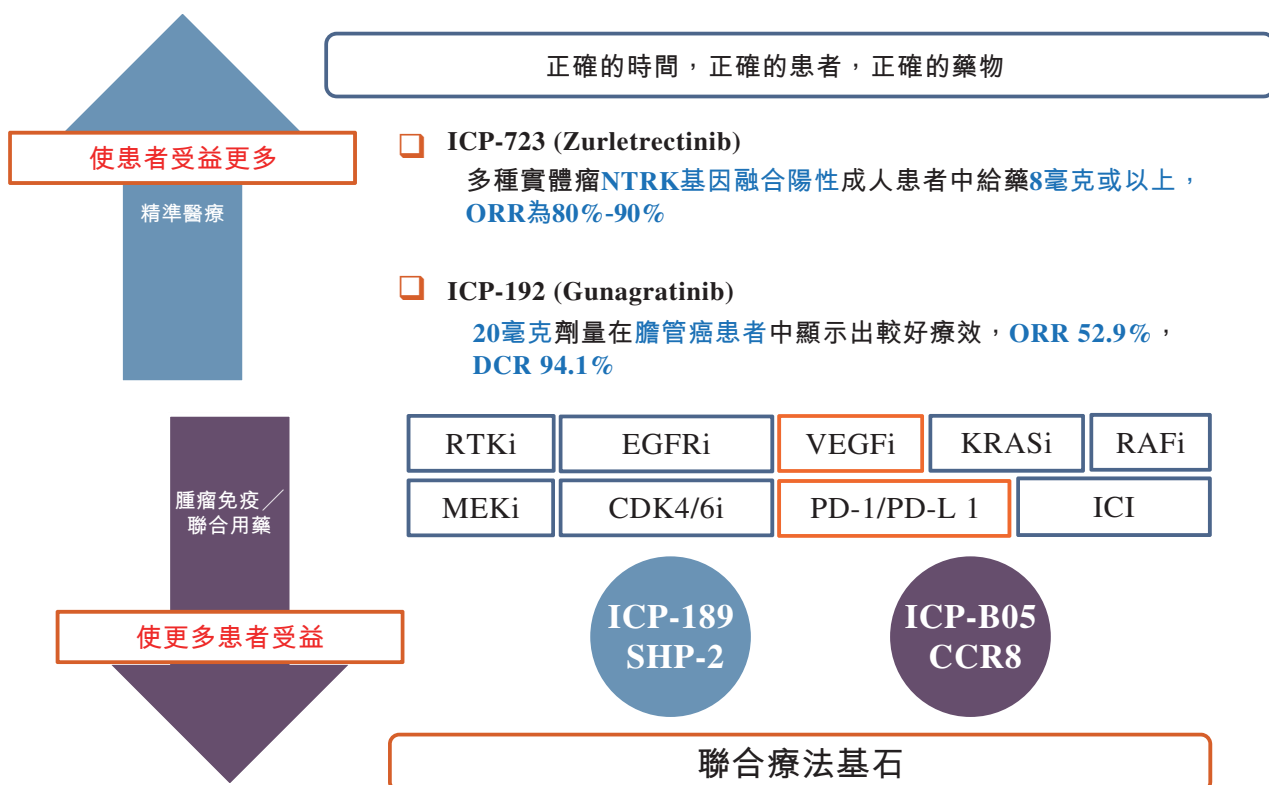 正確的時間，正確的患者，正確的藥物
使患者受益更多
精準醫療
ICP-723 (Zurletrectinib)
多種實體瘤NTRK基因融合陽性成人患者中給藥8毫克或以上，
ORR為80%-90%
ICP-192 (Gunagratinib)
20毫克劑量在膽管癌患者中顯示出較好療效，ORR 52.9%，
DCR 94.1%
RTKi EGFRi VEGFi KRASi RAFi
MEKi CDK4/6i PD-1/PD-L 1 ICI
腫瘤免疫／
聯合用藥
使更多患者受益
ICP-189
SHP-2
ICP-B05
CCR8
聯合療法基石